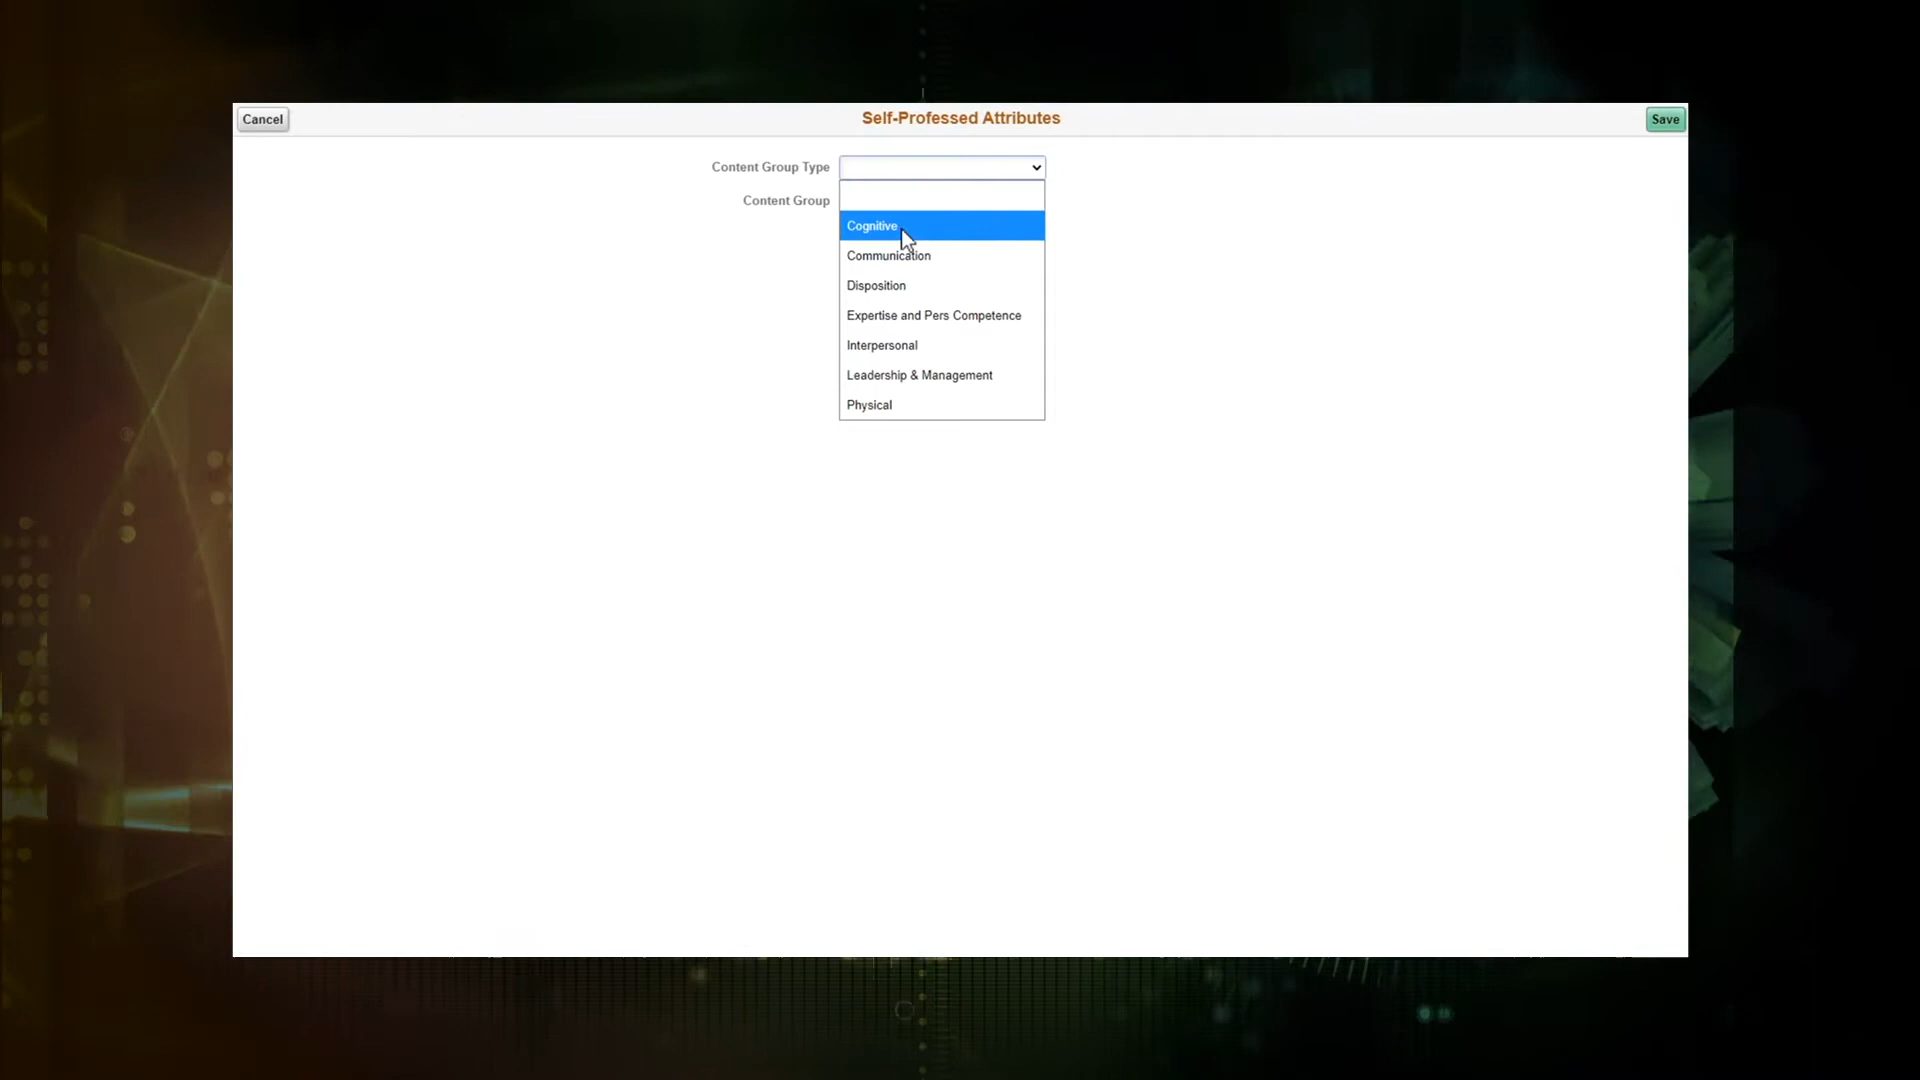 Cancel
Self-Professed Attributes
Save
Content Group Type
Content Group
Cognitive
Communication
Disposition
Expertise and Pers Competence
Interpersonal
Leadership & Management
Physical